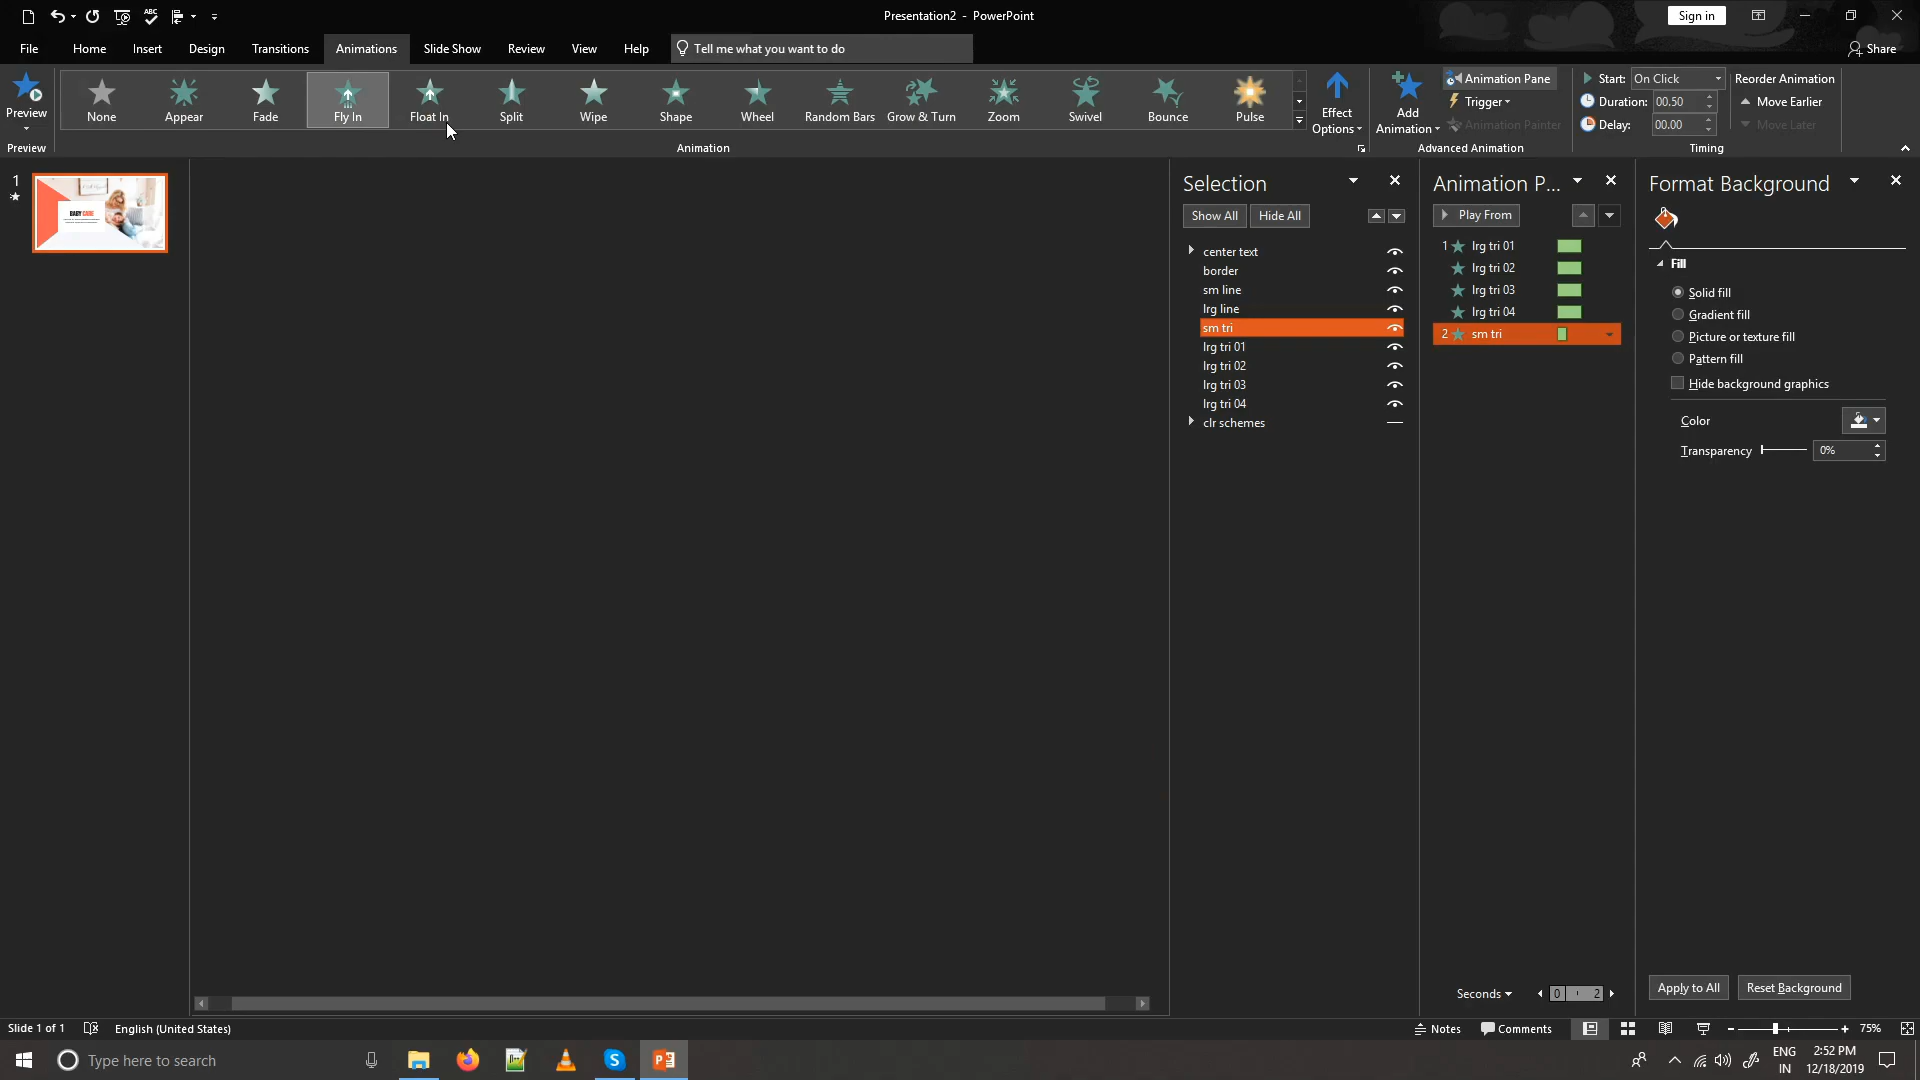 Presentation2 - PowerPoint
Sign in
File Home Insert Design Transitions Animations Slide Show Review View Help Tell me what you want to do Share
Preview None Appear Fade Fly In Float In Split Wipe Shape Wheel Random Bars Grow & Turn Zoom Swivel Bounce Pulse
Effect Options
Add Animation
Animation Pane
Trigger
Animation Painter
Start: On Click
Duration: 00.50
Delay: 00.00
Reorder Animation
Move Earlier
Move Later
Preview Animation Advanced Animation Timing
1
BABY CARE
Selection
Show All Hide All
center text
border
sm line
lrg line
sm tri
lrg tri 01
lrg tri 02
lrg tri 03
lrg tri 04
clr schemes
Animation P...
Play From
1 lrg tri 01
lrg tri 02
lrg tri 03
lrg tri 04
2 sm tri
Seconds 0 2
Format Background
Fill
Solid fill
Gradient fill
Picture or texture fill
Pattern fill
Hide background graphics
Color
Transparency 0%
Apply to All Reset Background
Slide 1 of 1 English (United States) Notes Comments 75%
Type here to search
ENG
IN
2:52 PM
12/18/2019